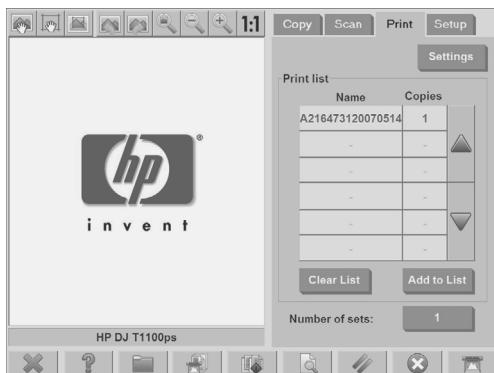 1:1
Copy Scan Print Setup
Settings
Print list
Name Copies
A216473120070514 1
- -
- -
- -
- -
- -
hp
®
invent
Clear List Add to List
Number of sets: 1
HP DJ T1100ps
?